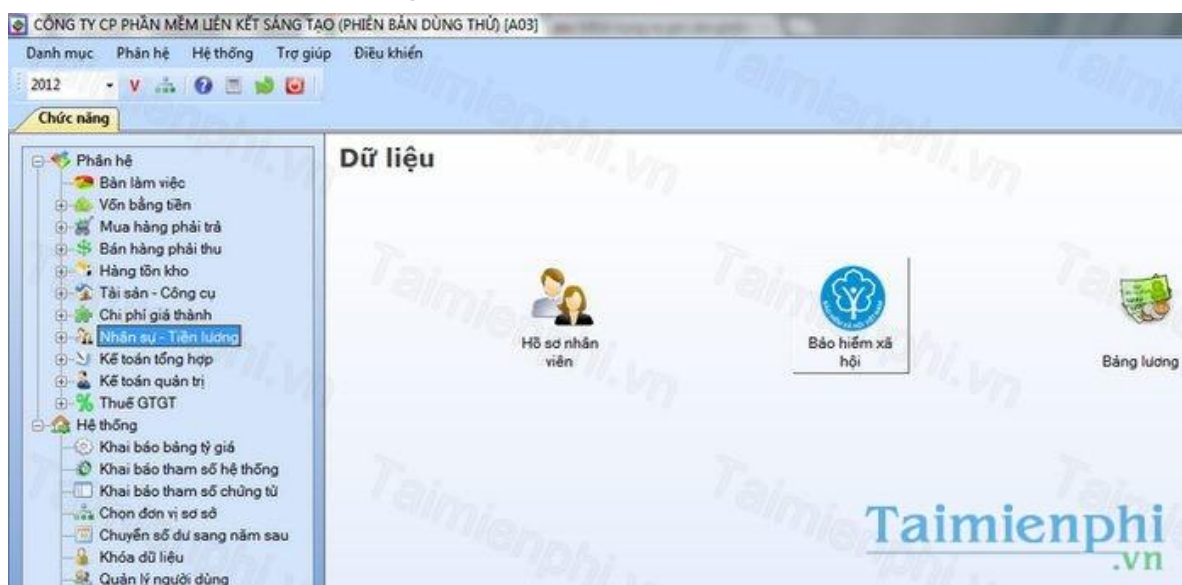 CÔNG TY CP PHẦN MỀM LIÊN KẾT SÁNG TẠO (PHIÊN BẢN DÙNG THỬ) [A03]
Danh mục Phân hệ Hệ thống Trợ giúp Điều khiển
2012 V
Chức năng
Phân hệ
Bàn làm việc
Vốn bằng tiền
Mua hàng phải trả
Bán hàng phải thu
Hàng tồn kho
Tài sản - Công cụ
Chi phí giá thành
Nhân sự - Tiền lương
Kế toán tổng hợp
Kế toán quản trị
Thuế GTGT
Hệ thống
Khai báo bảng tỷ giá
Khai báo tham số hệ thống
Khai báo tham số chứng từ
Chọn đơn vị sơ sở
Chuyển số dư sang năm sau
Khóa dữ liệu
Quản lý người dùng
Dữ liệu
Hồ sơ nhân
viên
Bảo hiểm xã
hội
Bảng lương
Taimienphi
.vn